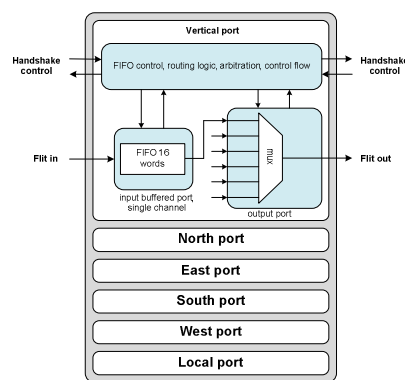 Vertical port
Handshake
control
FIFO control, routing logic, arbitration, control flow
Handshake
control
Flit in
FIFO 16
words
input buffered port,
single channel
mux
output port
Flit out
North port
East port
South port
West port
Local port